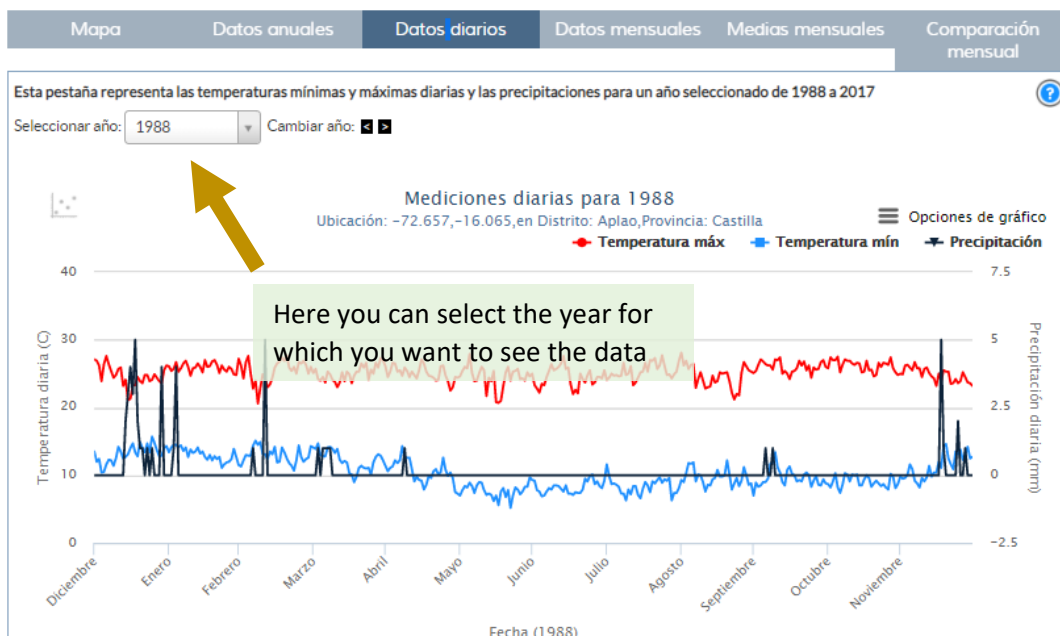 Mapa
Datos anuales
Datos diarios
Datos mensuales
Medias mensuales
Comparación
mensual
Esta pestaña representa las temperaturas mínimas y máximas diarias y las precipitaciones para un año seleccionado de 1988 a 2017
?
Seleccionar año: 1988 Cambiar año: < >
Mediciones diarias para 1988
Ubicación: -72.657,-16.065,en Distrito: Aplao,Provincia: Castilla
Opciones de gráfico
Temperatura máx Temperatura mín Precipitación
Here you can select the year for
which you want to see the data
Temperatura diaria (C)
40
30
20
10
0
7.5
5
2.5
0
-2.5
Precipitación diaria (mm)
Diciembre
Enero
Febrero
Marzo
Abril
Mayo
Junio
Julio
Agosto
Septiembre
Octubre
Noviembre
Fecha (1988)